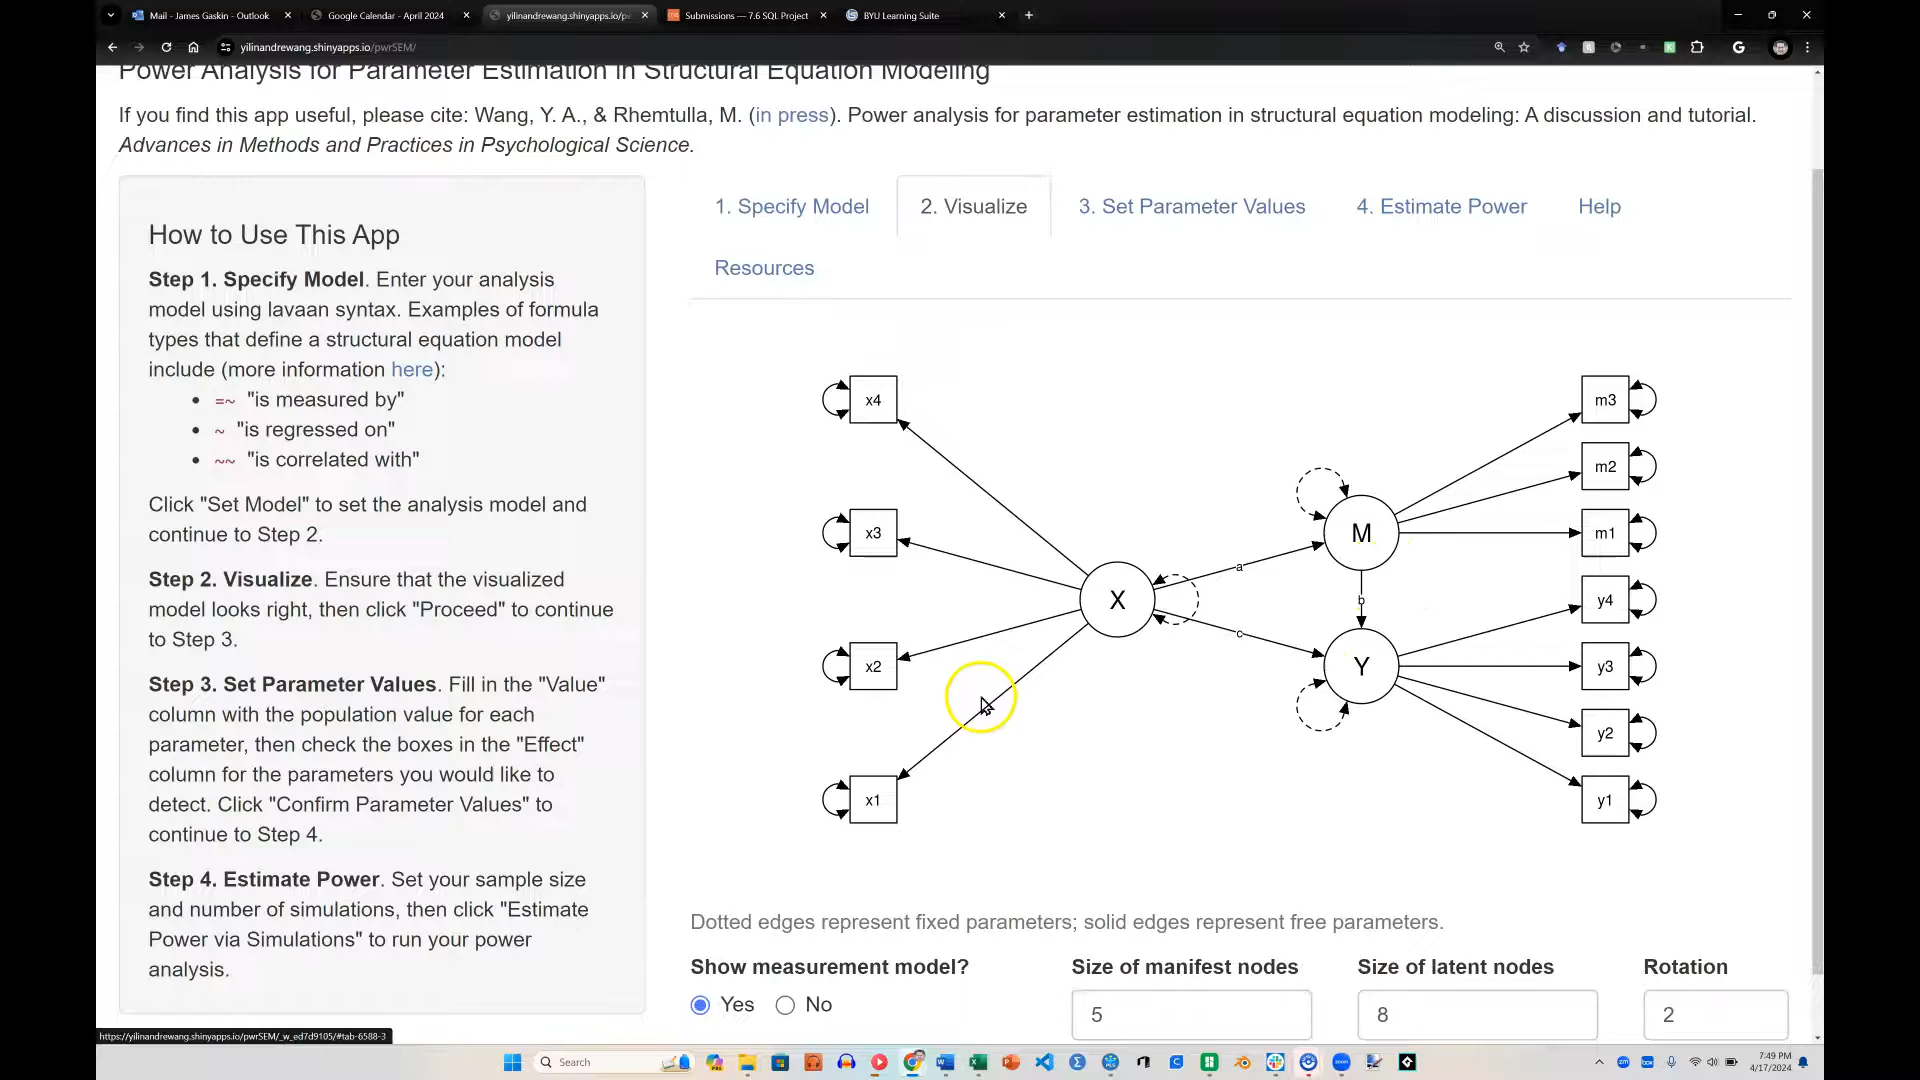 Mail - James Gaskin - Outlook
Google Calendar - April 2024
yilinandrewang.shinyapps.io/pw
Submissions — 7.6 SQL Project
BYU Learning Suite
yilinandrewang.shinyapps.io/pwrSEM/
Power Analysis for Parameter Estimation in Structural Equation Modeling
If you find this app useful, please cite: Wang, Y. A., & Rhemtulla, M. (in press). Power analysis for parameter estimation in structural equation modeling: A discussion and tutorial.
Advances in Methods and Practices in Psychological Science.
How to Use This App
Step 1. Specify Model. Enter your analysis
model using lavaan syntax. Examples of formula
types that define a structural equation model
include (more information here):
=~ "is measured by"
~ "is regressed on"
~~ "is correlated with"
Click "Set Model" to set the analysis model and
continue to Step 2.
Step 2. Visualize. Ensure that the visualized
model looks right, then click "Proceed" to continue
to Step 3.
Step 3. Set Parameter Values. Fill in the "Value"
column with the population value for each
parameter, then check the boxes in the "Effect"
column for the parameters you would like to
detect. Click "Confirm Parameter Values" to
continue to Step 4.
Step 4. Estimate Power. Set your sample size
and number of simulations, then click "Estimate
Power via Simulations" to run your power
analysis.
1. Specify Model
2. Visualize
3. Set Parameter Values
4. Estimate Power
Help
Resources
x4
m3
m2
x3
M
m1
a
X
b
y4
c
x2
Y
y3
y2
x1
y1
Dotted edges represent fixed parameters; solid edges represent free parameters.
Show measurement model?
Yes
No
Size of manifest nodes
5
Size of latent nodes
8
Rotation
2
https://yilinandrewang.shinyapps.io/pwrSEM/_w_ed7d9105/#tab-6588-3
Search
7:49 PM
4/17/2024